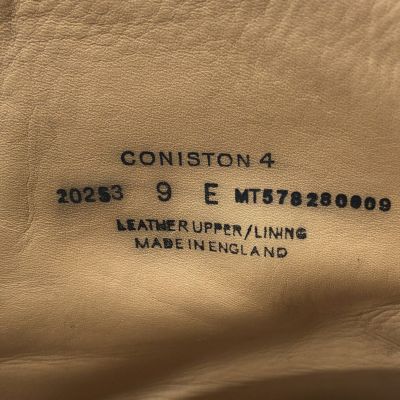 CONISTON 4
20253 9 E MT578280009
LEATHER UPPER/LINING
MADE IN ENGLAND